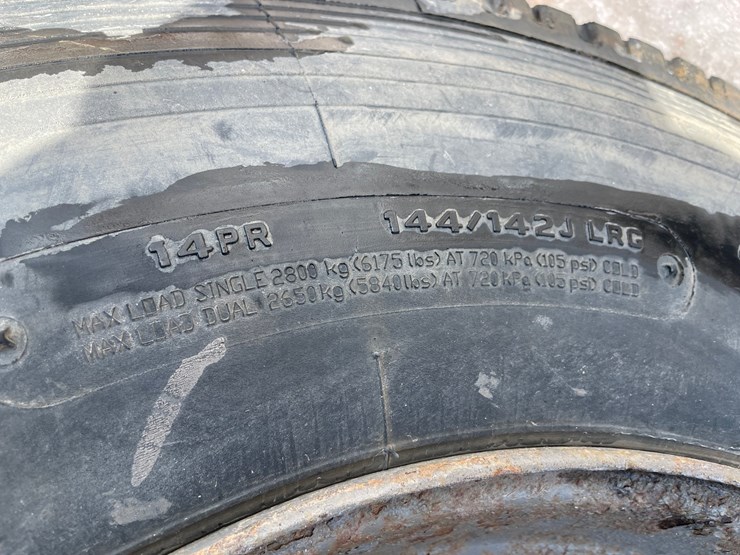 14PR 144/142J LRG
MAX LOAD SINGLE 2800 kg (6175 lbs) AT 720 kPa (105 psi) COLD
MAX LOAD DUAL 2650 kg (5840 lbs) AT 720 kPa (105 psi) COLD